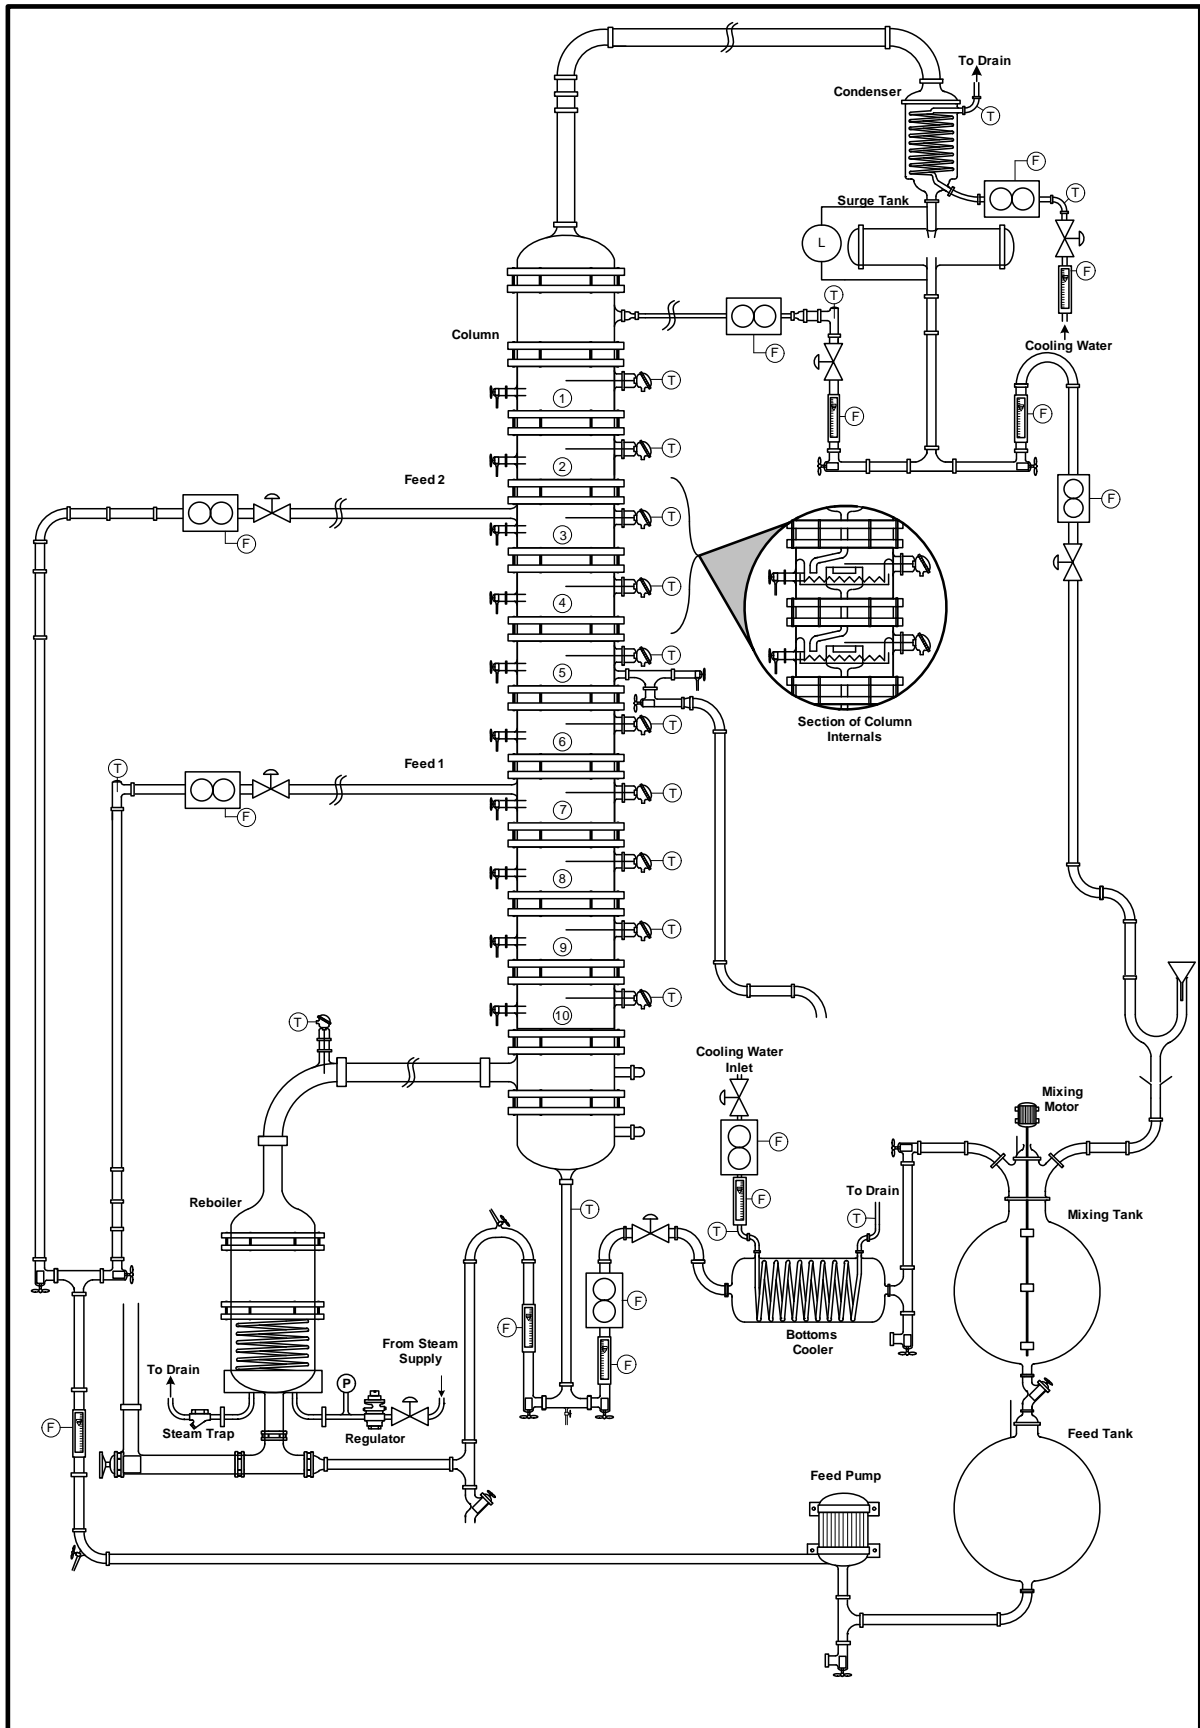 To Drain
Condenser
T
F
T
Surge Tank
L
F
T
Cooling Water
Column
F
F
F
1
T
2
T
Feed 2
F
3
T
F
4
T
5
T
Section of Column
Internals
6
T
Feed 1
T
F
7
T
8
T
9
T
10
T
T
Cooling Water
Inlet
Mixing
Motor
F
Reboiler
To Drain
F
T
T
T
Mixing Tank
F
F
Bottoms
Cooler
From Steam
Supply
To Drain
F
P
F
Steam Trap
Regulator
Feed Tank
Feed Pump